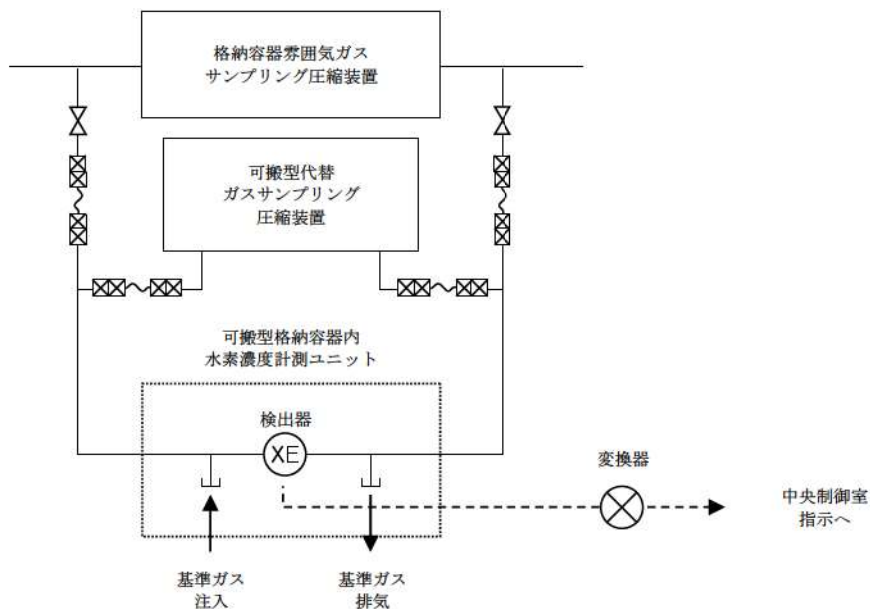 格納容器雰囲気ガス
サンプリング圧縮装置
可搬型代替
ガスサンプリング
圧縮装置
可搬型格納容器内
水素濃度計測ユニット
検出器
XE
変換器
中央制御室
指示へ
基準ガス
注入
基準ガス
排気